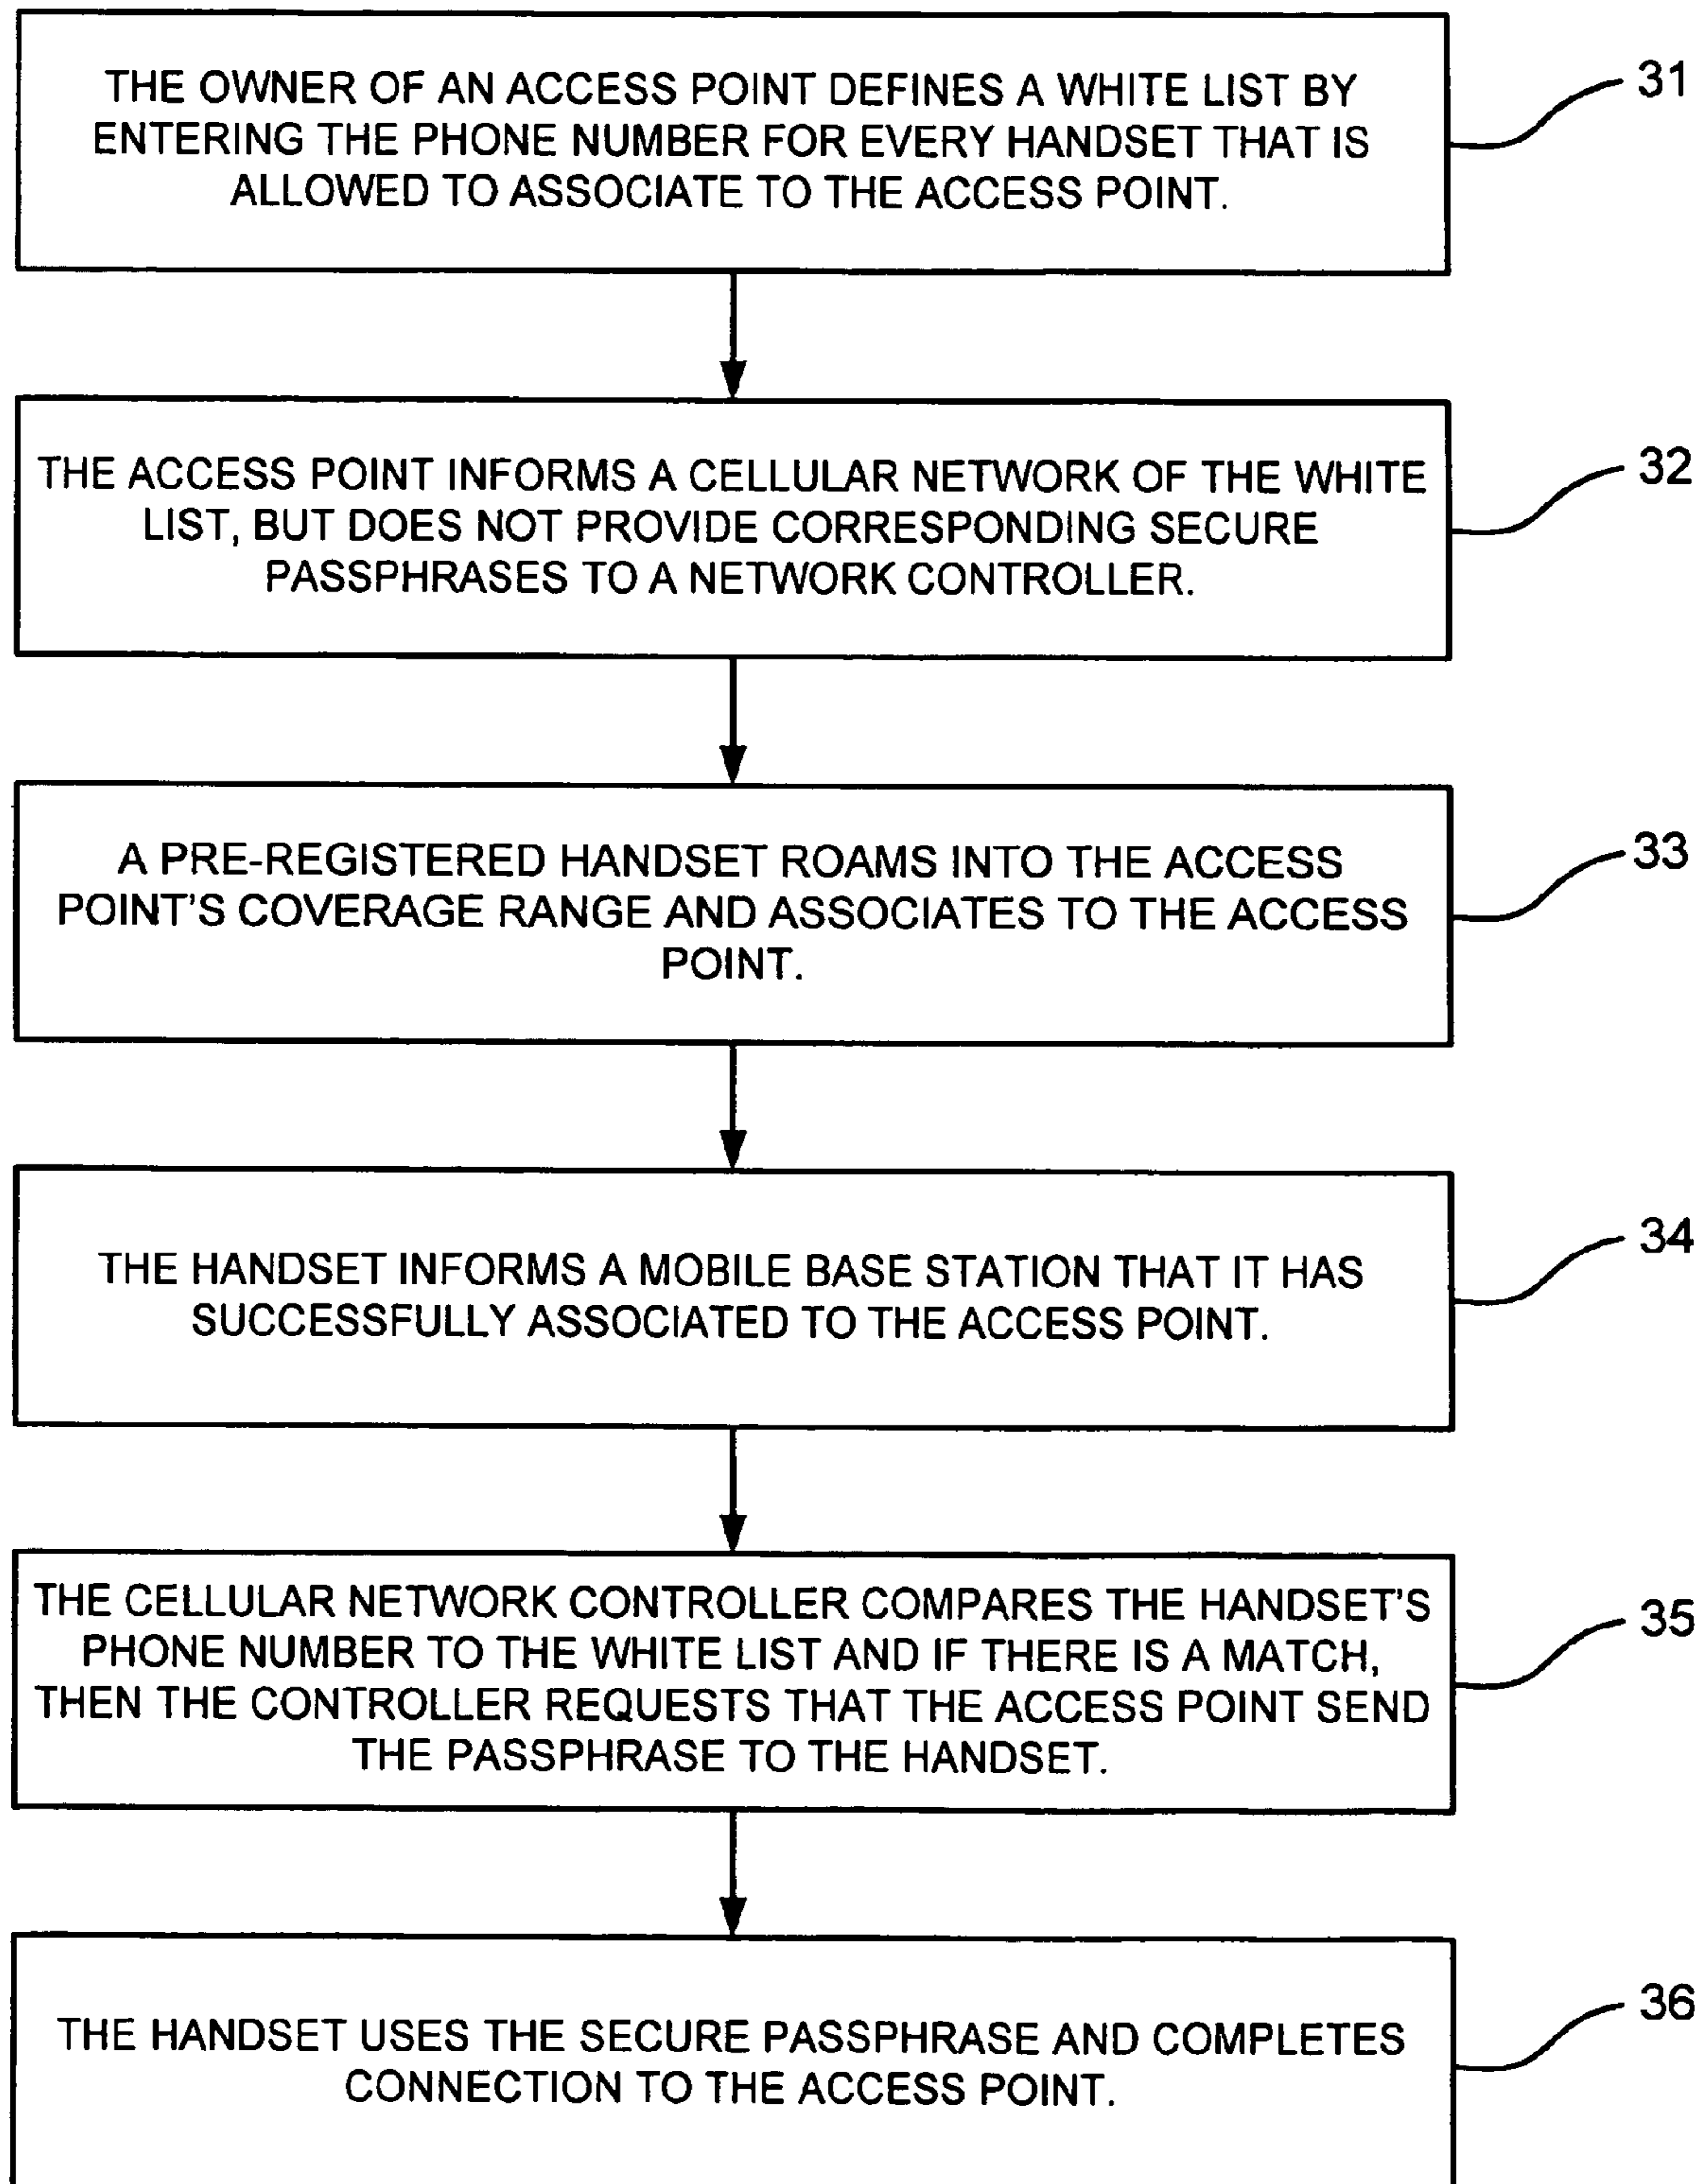 THE OWNER OF AN ACCESS POINT DEFINES A WHITE LIST BY
ENTERING THE PHONE NUMBER FOR EVERY HANDSET THAT IS
ALLOWED TO ASSOCIATE TO THE ACCESS POINT.
31
THE ACCESS POINT INFORMS A CELLULAR NETWORK OF THE WHITE
LIST, BUT DOES NOT PROVIDE CORRESPONDING SECURE
PASSPHRASES TO A NETWORK CONTROLLER.
32
A PRE-REGISTERED HANDSET ROAMS INTO THE ACCESS
POINT'S COVERAGE RANGE AND ASSOCIATES TO THE ACCESS
POINT.
33
THE HANDSET INFORMS A MOBILE BASE STATION THAT IT HAS
SUCCESSFULLY ASSOCIATED TO THE ACCESS POINT.
34
THE CELLULAR NETWORK CONTROLLER COMPARES THE HANDSET'S
PHONE NUMBER TO THE WHITE LIST AND IF THERE IS A MATCH,
THEN THE CONTROLLER REQUESTS THAT THE ACCESS POINT SEND
THE PASSPHRASE TO THE HANDSET.
35
THE HANDSET USES THE SECURE PASSPHRASE AND COMPLETES
CONNECTION TO THE ACCESS POINT.
36